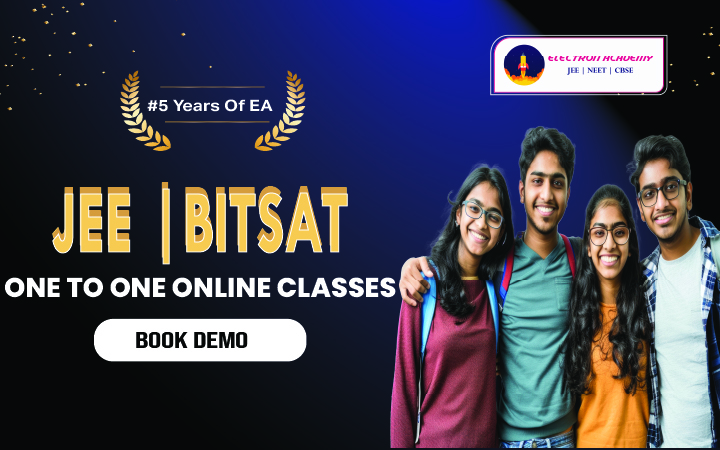 ELECTRON ACADEMY
JEE | NEET | CBSE
#5 Years Of EA
JEE | BITSAT
ONE TO ONE ONLINE CLASSES
BOOK DEMO